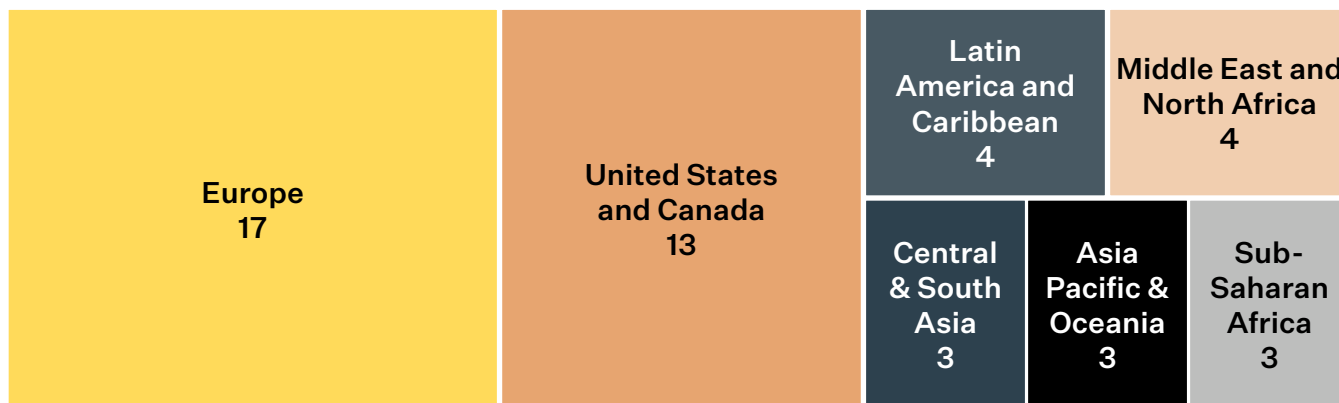 Europe
17
United States
and Canada
13
Latin
America and
Caribbean
4
Middle East and
North Africa
4
Central
& South
Asia
3
Asia
Pacific &
Oceania
3
Sub-
Saharan
Africa
3